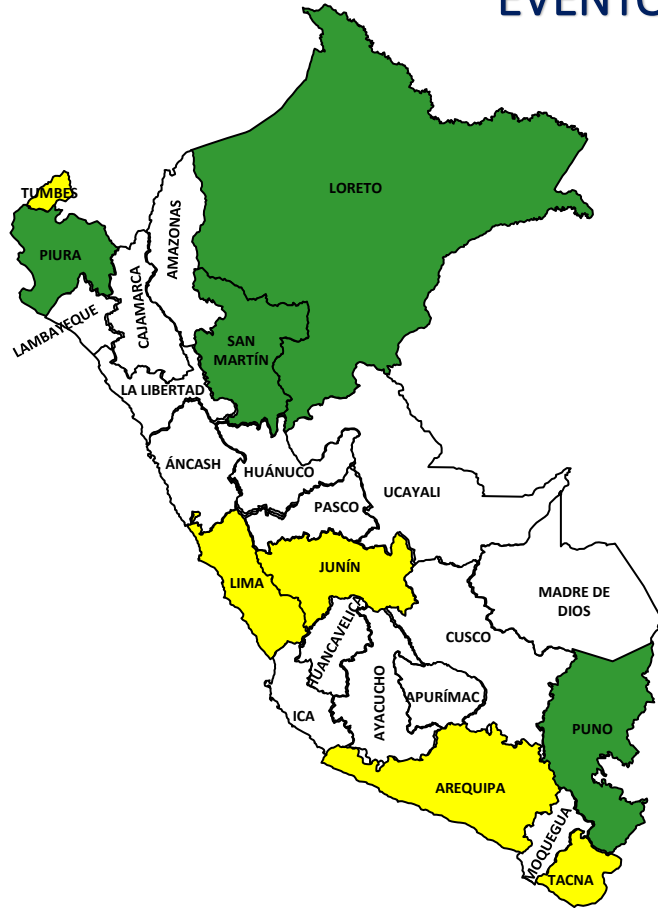 EVENTO
LORETO
TUMBES
AMAZONAS
PIURA
CAJAMARCA
LAMBAYEQUE
SAN
MARTÍN
LA LIBERTAD
ÁNCASH
HUÁNUCO
UCAYALI
PASCO
JUNÍN
LIMA
MADRE DE
DIOS
HUANCAVELICA
CUSCO
AYACUCHO
APURÍMAC
ICA
PUNO
AREQUIPA
MOQUEGUA
TACNA